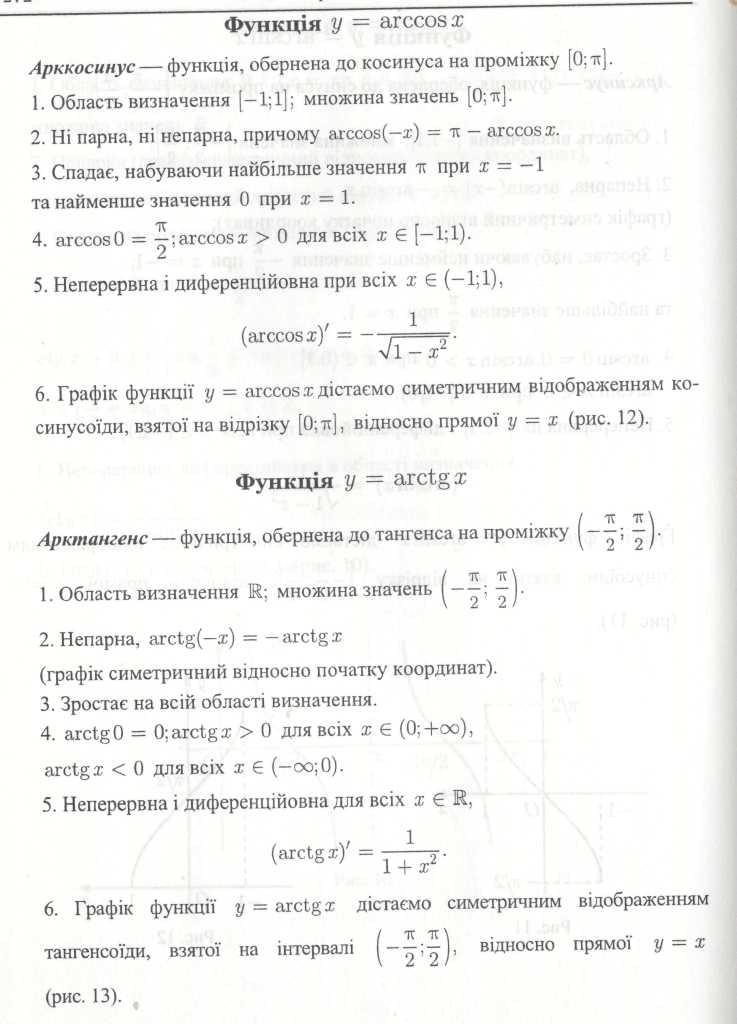 Функція y = arccos x
Арккосинус — функція, обернена до косинуса на проміжку [0; π].
1. Область визначення [−1;1]; множина значень [0; π].
2. Ні парна, ні непарна, причому arccos(−x) = π − arccos x.
3. Спадає, набуваючи найбільше значення π при x = −1
та найменше значення 0 при x = 1.
4. arccos 0 = π/2; arccos x > 0 для всіх x ∈ [−1;1).
5. Неперервна і диференційовна при всіх x ∈ (−1;1),
(arccos x)′ = −1/√(1 − x²).
6. Графік функції y = arccos x дістаємо симетричним відображенням ко-
синусоїди, взятої на відрізку [0; π], відносно прямої y = x (рис. 12).
Функція y = arctg x
Арктангенс — функція, обернена до тангенса на проміжку (−π/2; π/2).
1. Область визначення ℝ; множина значень (−π/2; π/2).
2. Непарна, arctg(−x) = −arctg x
(графік симетричний відносно початку координат).
3. Зростає на всій області визначення.
4. arctg 0 = 0; arctg x > 0 для всіх x ∈ (0; +∞),
arctg x < 0 для всіх x ∈ (−∞; 0).
5. Неперервна і диференційовна для всіх x ∈ ℝ,
(arctg x)′ = 1/(1 + x²).
6. Графік функції y = arctg x дістаємо симетричним відображенням
тангенсоїди, взятої на інтервалі (−π/2; π/2), відносно прямої y = x
(рис. 13).